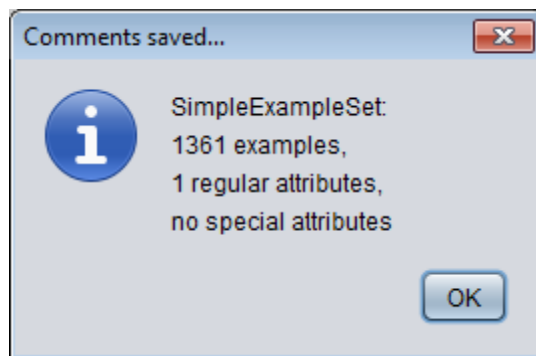 Comments saved...
SimpleExampleSet:
1361 examples,
1 regular attributes,
no special attributes
OK